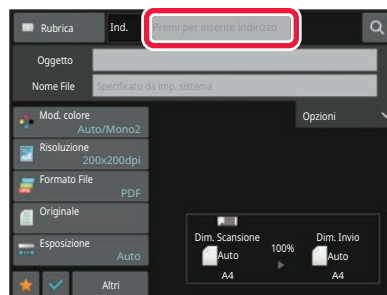 Rubrica
Ind.
Premi per inserire indirizzo
Oggetto
Nome File
Specificato da imp. sistema
Mod. colore
Auto/Mono2
Opzioni
Risoluzione
200x200dpi
Formato File
PDF
Originale
Esposizione
Auto
Altri
Dim. Scansione
Auto
A4
100%
Dim. Invio
Auto
A4